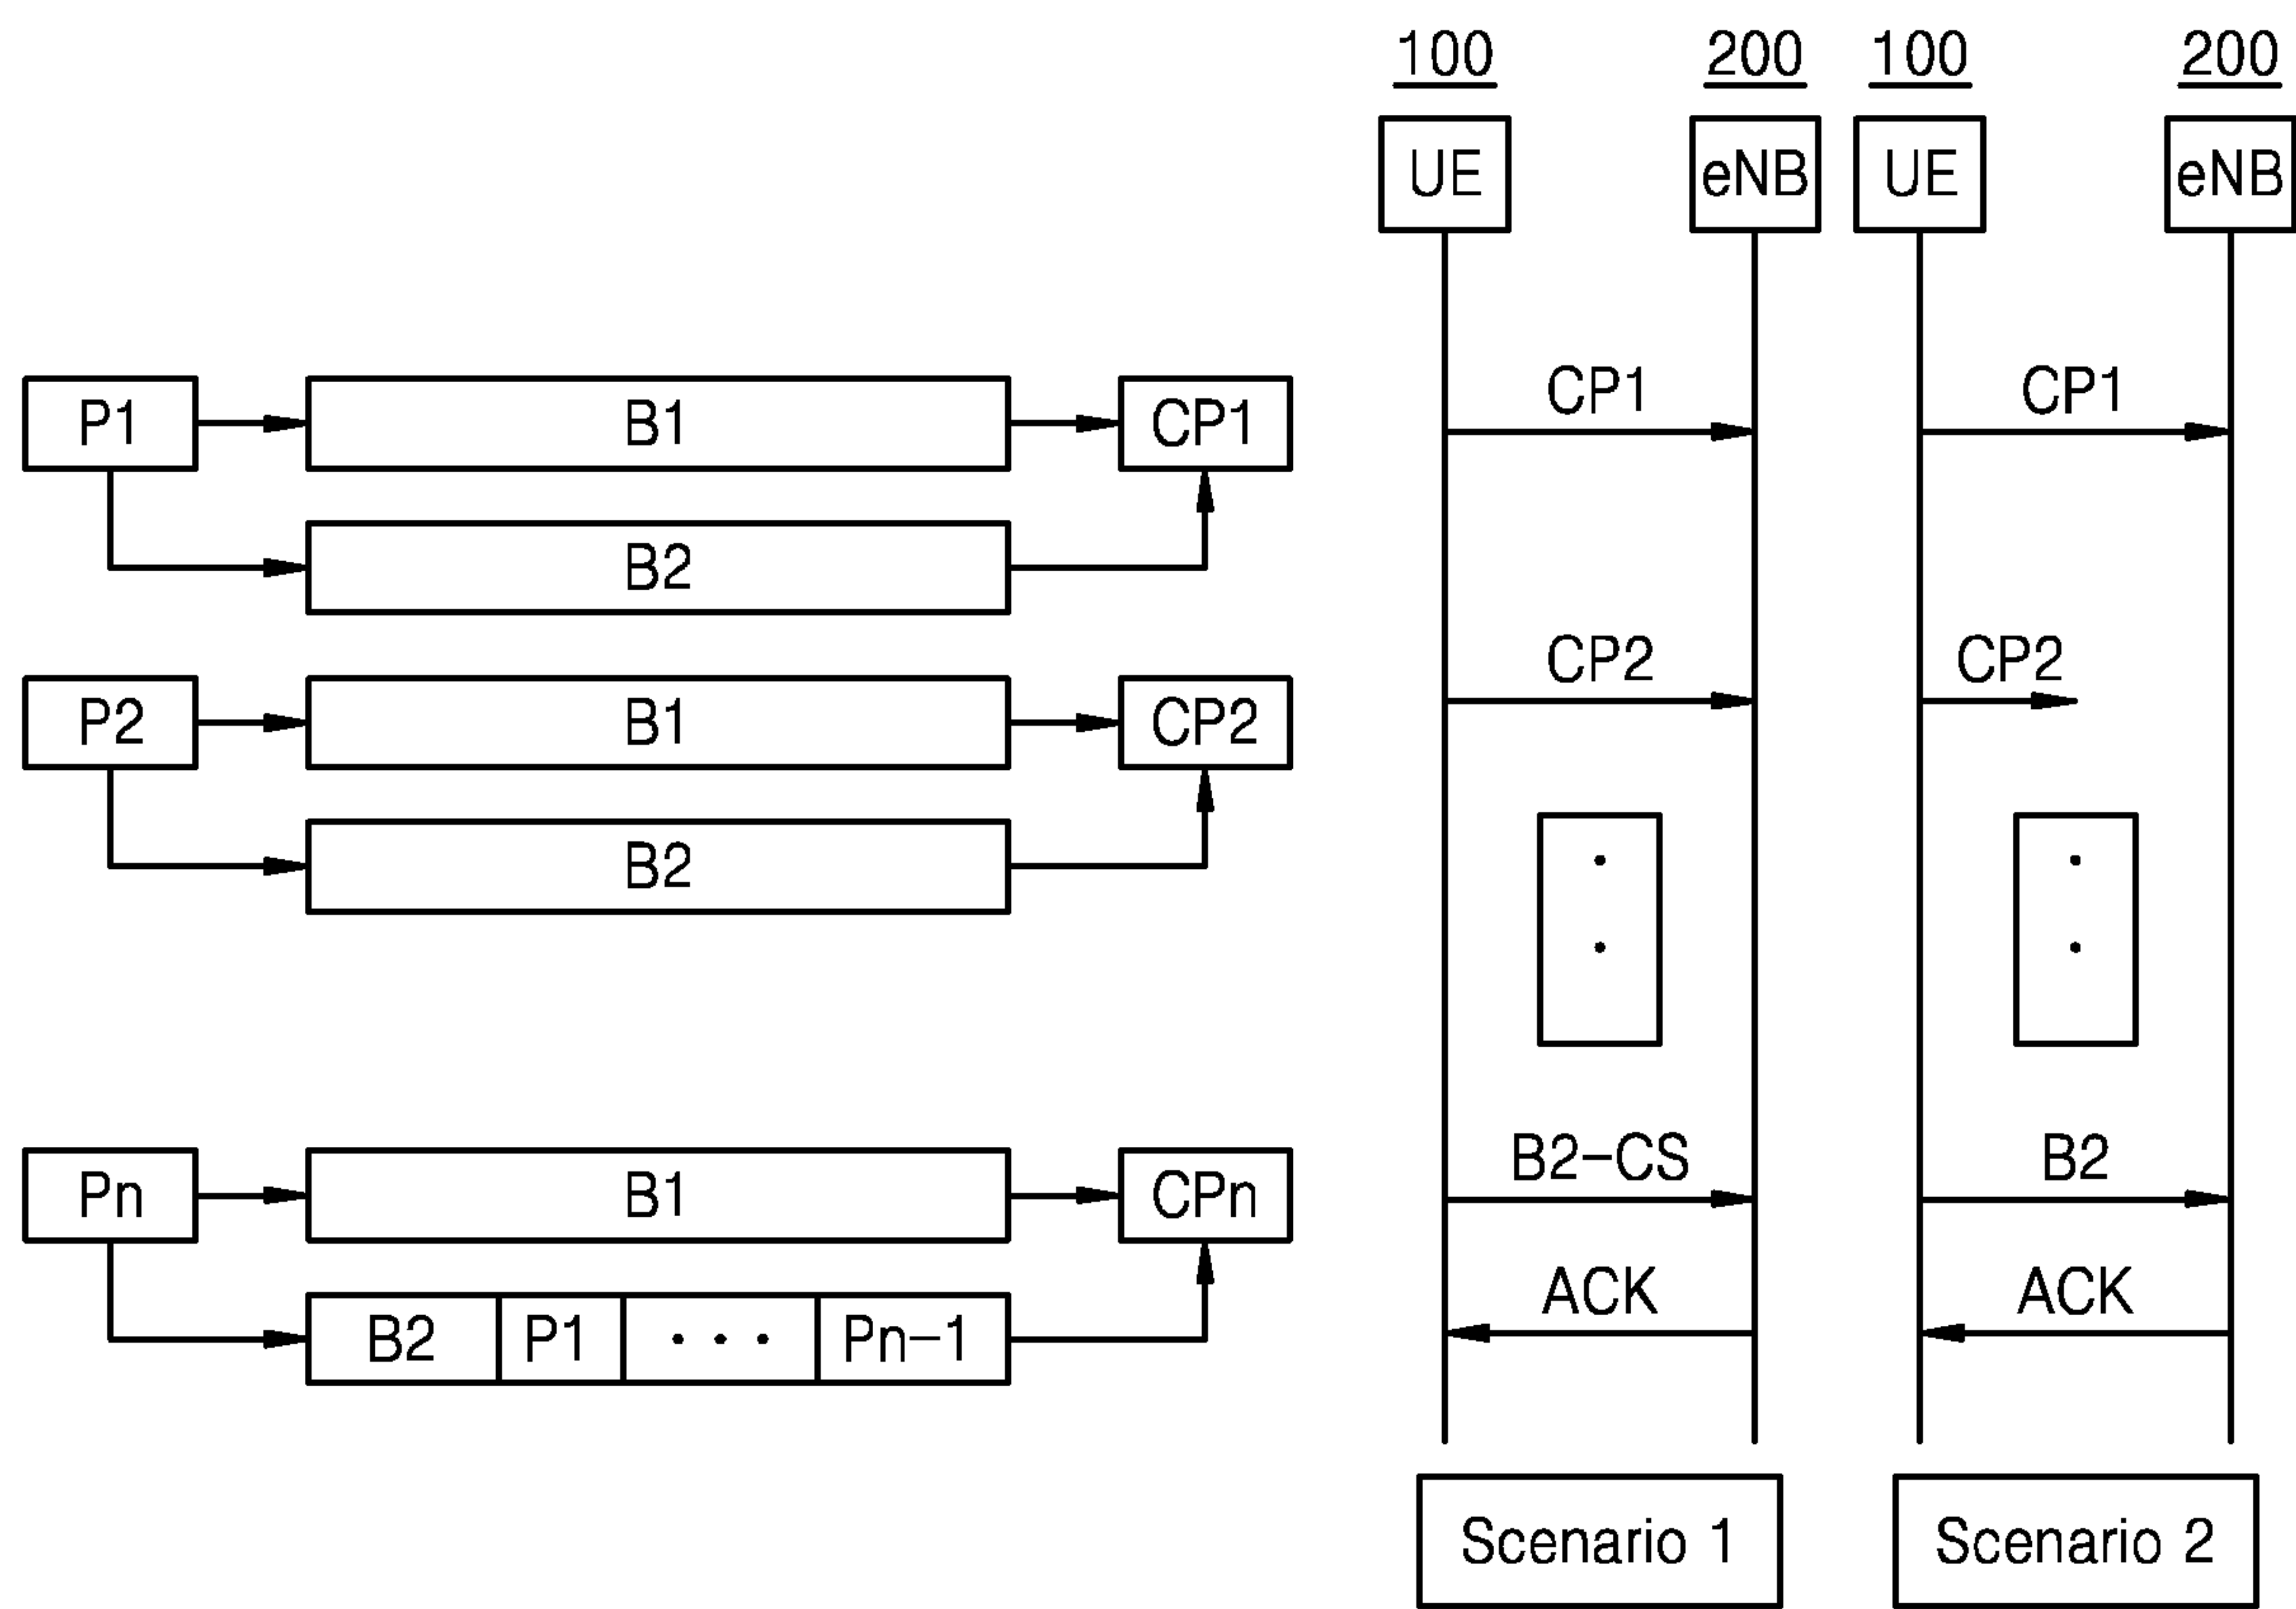 100 200 100 200
UE eNB UE eNB
P1 B1 CP1
B2
CP1 CP1
P2 B1 CP2
B2
CP2 CP2
Pn B1 CPn
B2 P1 • • • Pn-1
B2-CS B2
ACK ACK
Scenario 1 Scenario 2